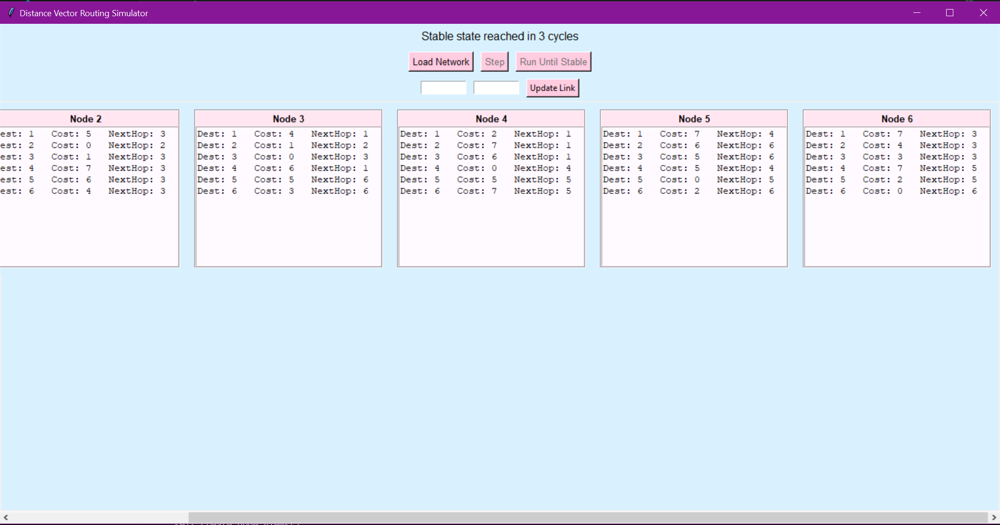 Distance Vector Routing Simulator
Stable state reached in 3 cycles
Load Network Step Run Until Stable
Update Link
Node 2
est: 1 Cost: 5 NextHop: 3
est: 2 Cost: 0 NextHop: 2
est: 3 Cost: 1 NextHop: 3
est: 4 Cost: 7 NextHop: 3
est: 5 Cost: 6 NextHop: 3
est: 6 Cost: 4 NextHop: 3
Node 3
Dest: 1 Cost: 4 NextHop: 1
Dest: 2 Cost: 1 NextHop: 2
Dest: 3 Cost: 0 NextHop: 3
Dest: 4 Cost: 6 NextHop: 1
Dest: 5 Cost: 5 NextHop: 6
Dest: 6 Cost: 3 NextHop: 6
Node 4
Dest: 1 Cost: 2 NextHop: 1
Dest: 2 Cost: 7 NextHop: 1
Dest: 3 Cost: 6 NextHop: 1
Dest: 4 Cost: 0 NextHop: 4
Dest: 5 Cost: 5 NextHop: 5
Dest: 6 Cost: 7 NextHop: 5
Node 5
Dest: 1 Cost: 7 NextHop: 4
Dest: 2 Cost: 6 NextHop: 6
Dest: 3 Cost: 5 NextHop: 6
Dest: 4 Cost: 5 NextHop: 4
Dest: 5 Cost: 0 NextHop: 5
Dest: 6 Cost: 2 NextHop: 6
Node 6
Dest: 1 Cost: 7 NextHop: 3
Dest: 2 Cost: 4 NextHop: 3
Dest: 3 Cost: 3 NextHop: 3
Dest: 4 Cost: 7 NextHop: 5
Dest: 5 Cost: 2 NextHop: 5
Dest: 6 Cost: 0 NextHop: 6